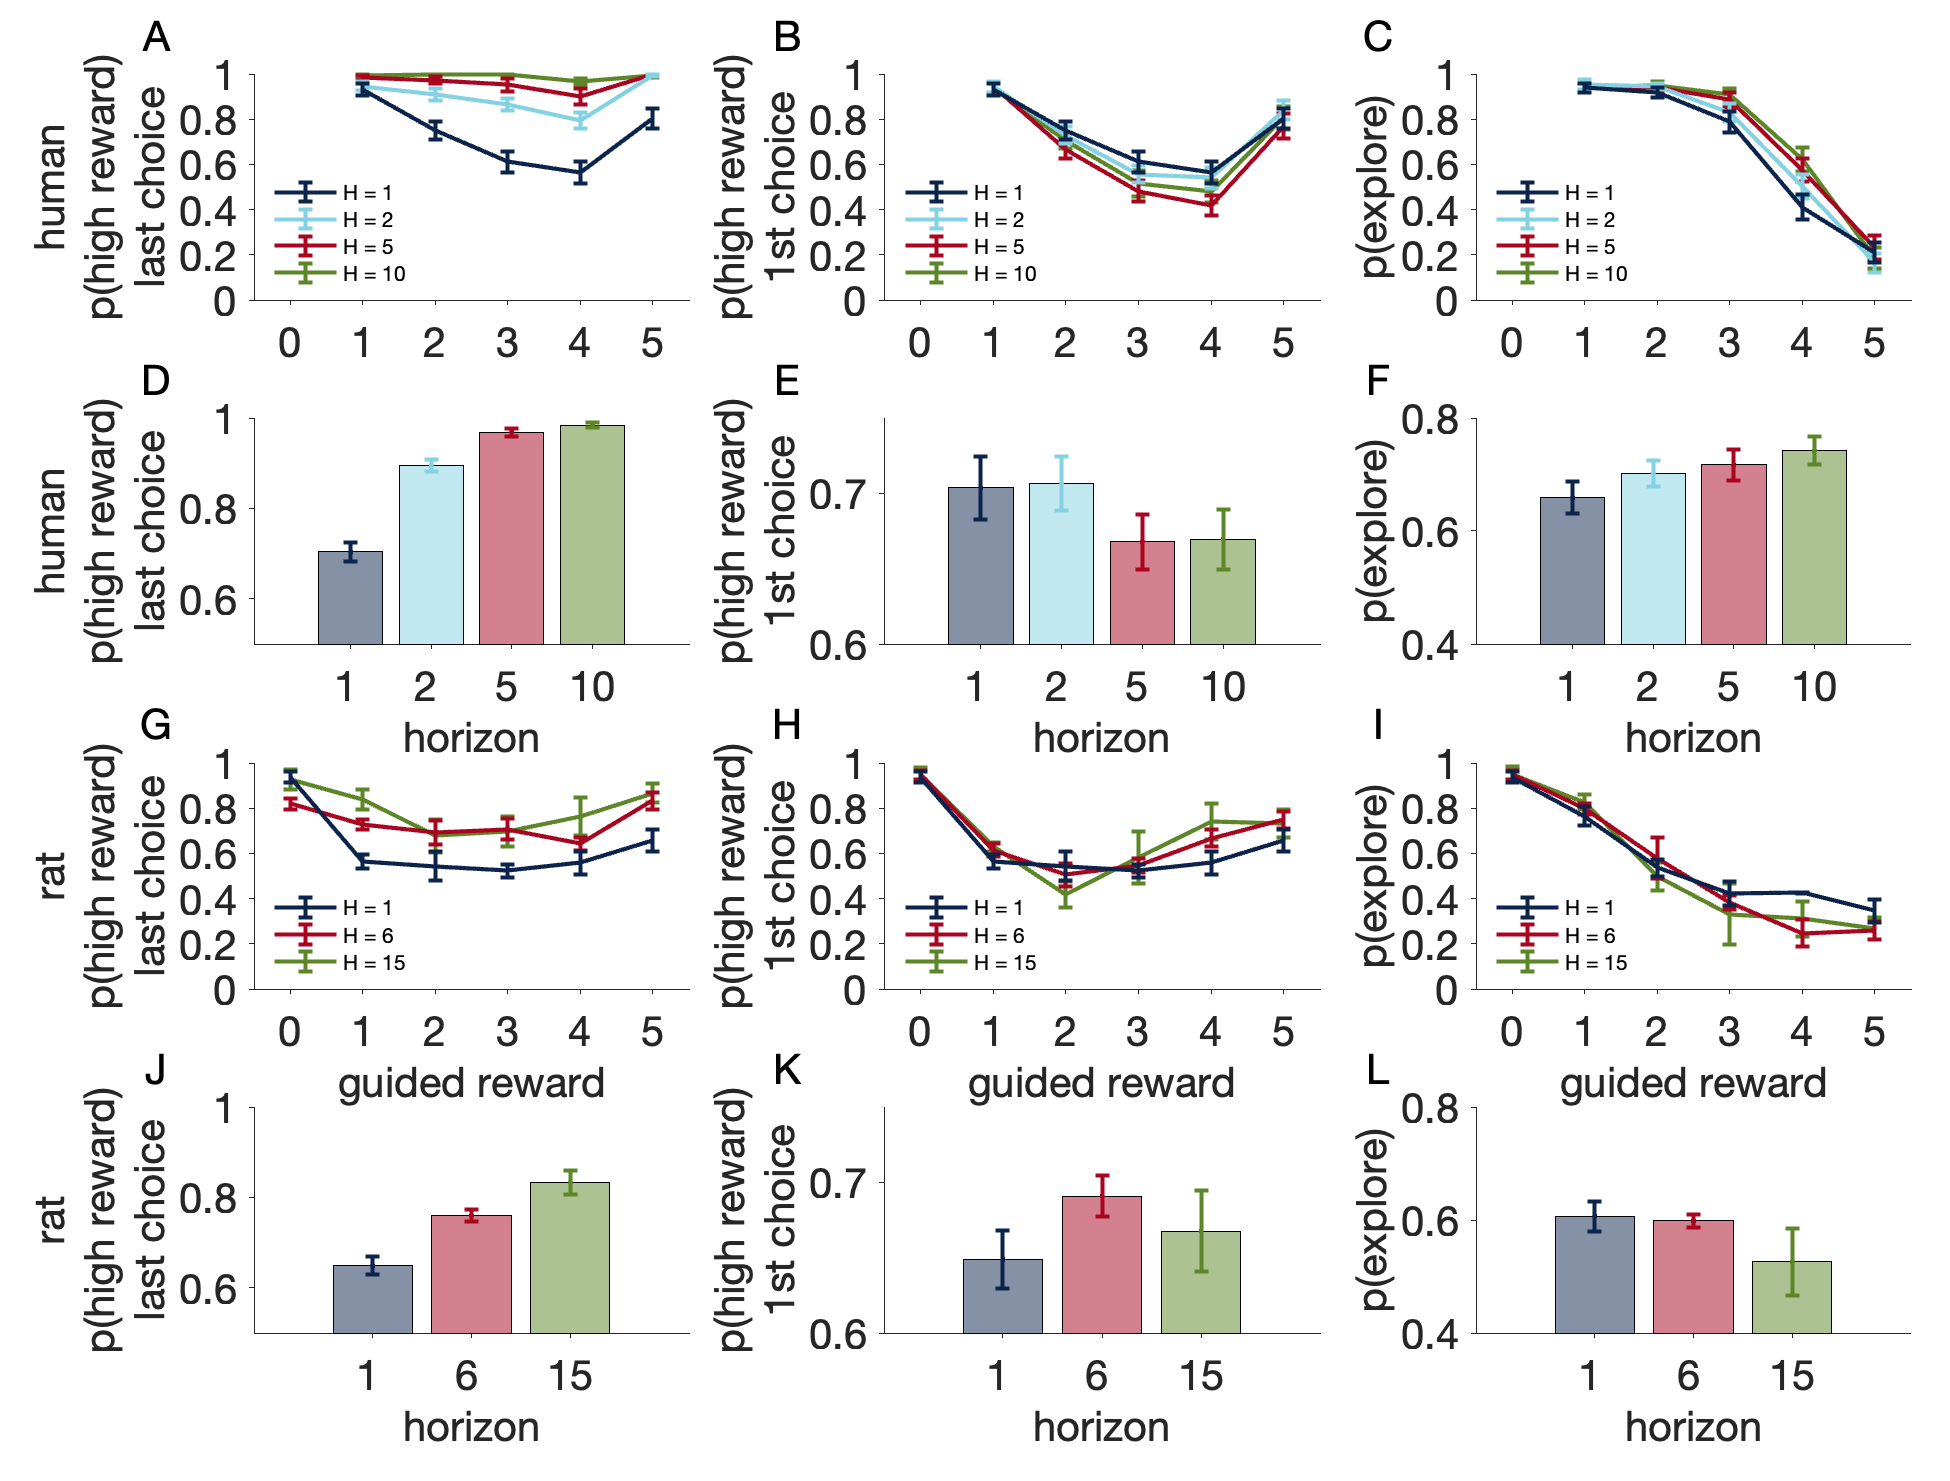 A
human
p(high reward)
last choice
1
0.8
0.6
0.4
0.2
0
H = 1
H = 2
H = 5
H = 10
0 1 2 3 4 5
B
p(high reward)
1st choice
1
0.8
0.6
0.4
0.2
0
H = 1
H = 2
H = 5
H = 10
0 1 2 3 4 5
C
p(explore)
1
0.8
0.6
0.4
0.2
0
H = 1
H = 2
H = 5
H = 10
0 1 2 3 4 5
D
human
p(high reward)
last choice
1
0.8
0.6
1 2 5 10
horizon
E
p(high reward)
1st choice
0.7
0.6
1 2 5 10
horizon
F
p(explore)
0.8
0.6
0.4
1 2 5 10
horizon
G
rat
p(high reward)
last choice
1
0.8
0.6
0.4
0.2
0
H = 1
H = 6
H = 15
0 1 2 3 4 5
guided reward
H
p(high reward)
1st choice
1
0.8
0.6
0.4
0.2
0
H = 1
H = 6
H = 15
0 1 2 3 4 5
guided reward
I
p(explore)
1
0.8
0.6
0.4
0.2
0
H = 1
H = 6
H = 15
0 1 2 3 4 5
guided reward
J
rat
p(high reward)
last choice
1
0.8
0.6
1 6 15
horizon
K
p(high reward)
1st choice
0.7
0.6
1 6 15
horizon
L
p(explore)
0.8
0.6
0.4
1 6 15
horizon